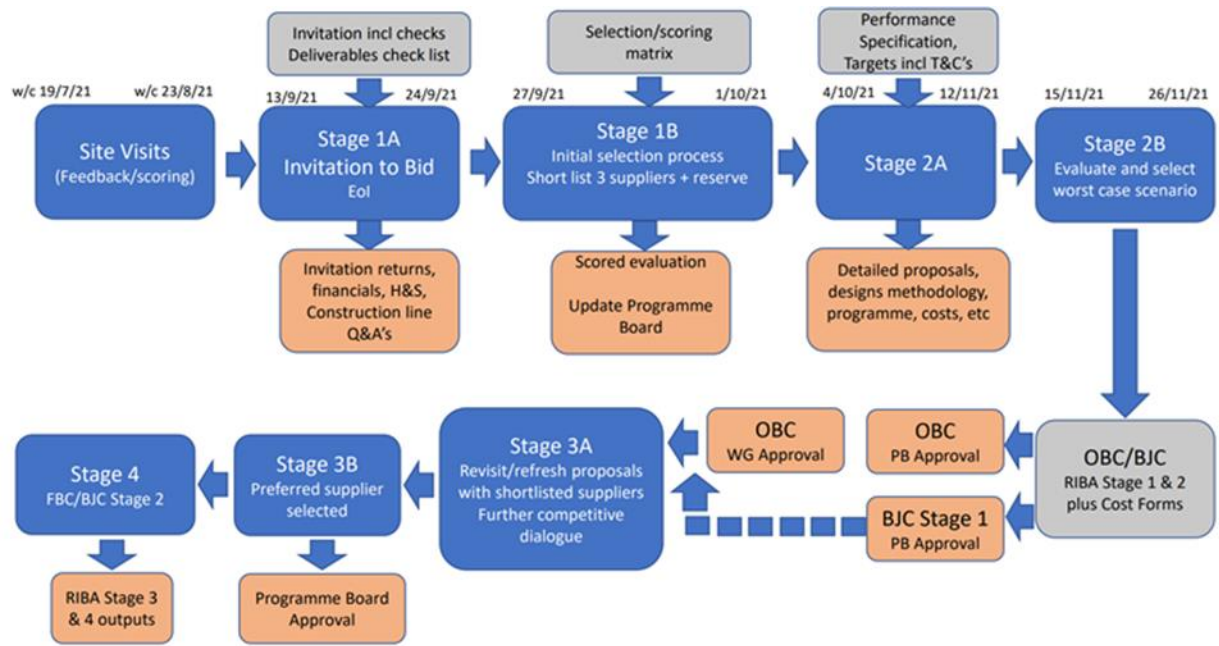 Invitation incl checks
Deliverables check list
Selection/scoring
matrix
Performance
Specification,
Targets incl T&C's
w/c 19/7/21
w/c 23/8/21
13/9/21
24/9/21
27/9/21
1/10/21
4/10/21
12/11/21
15/11/21
26/11/21
Site Visits
(Feedback/scoring)
Stage 1A
Invitation to Bid
EoI
Stage 1B
Initial selection process
Short list 3 suppliers + reserve
Stage 2A
Stage 2B
Evaluate and select
worst case scenario
Invitation returns,
financials, H&S,
Construction line
Q&A's
Scored evaluation
Update Programme
Board
Detailed proposals,
designs methodology,
programme, costs, etc
OBC/BJC
RIBA Stage 1 & 2
plus Cost Forms
OBC
PB Approval
BJC Stage 1
PB Approval
OBC
WG Approval
Stage 3A
Revisit/refresh proposals
with shortlisted suppliers
Further competitive
dialogue
Stage 3B
Preferred supplier
selected
Stage 4
FBC/BJC Stage 2
Programme Board
Approval
RIBA Stage 3
& 4 outputs